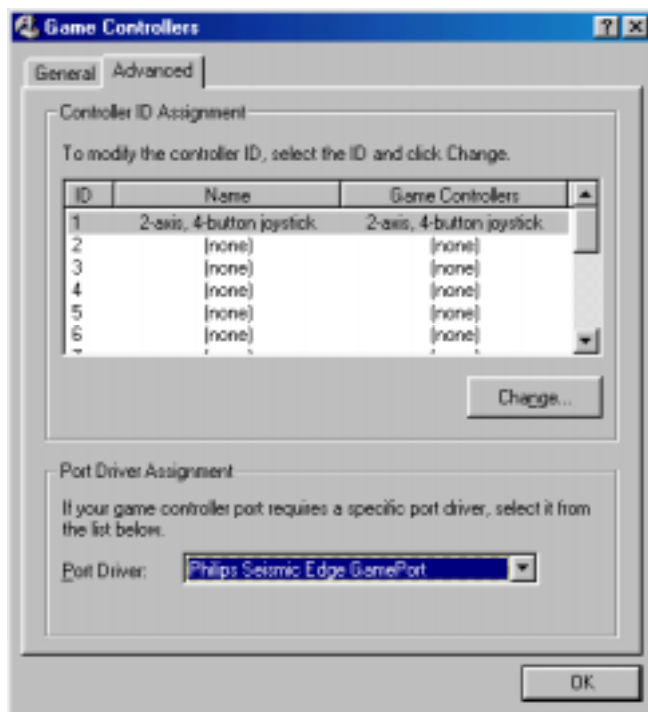 Game Controllers
General Advanced
Controller ID Assignment
To modify the controller ID, select the ID and click Change.
ID Name Game Controllers
1 2-axis, 4-button joystick 2-axis, 4-button joystick
2 (none) (none)
3 (none) (none)
4 (none) (none)
5 (none) (none)
6 (none) (none)
Change...
Port Driver Assignment
If your game controller port requires a specific port driver, select it from
the list below.
Port Driver: Philips Seismic Edge GamePort
OK